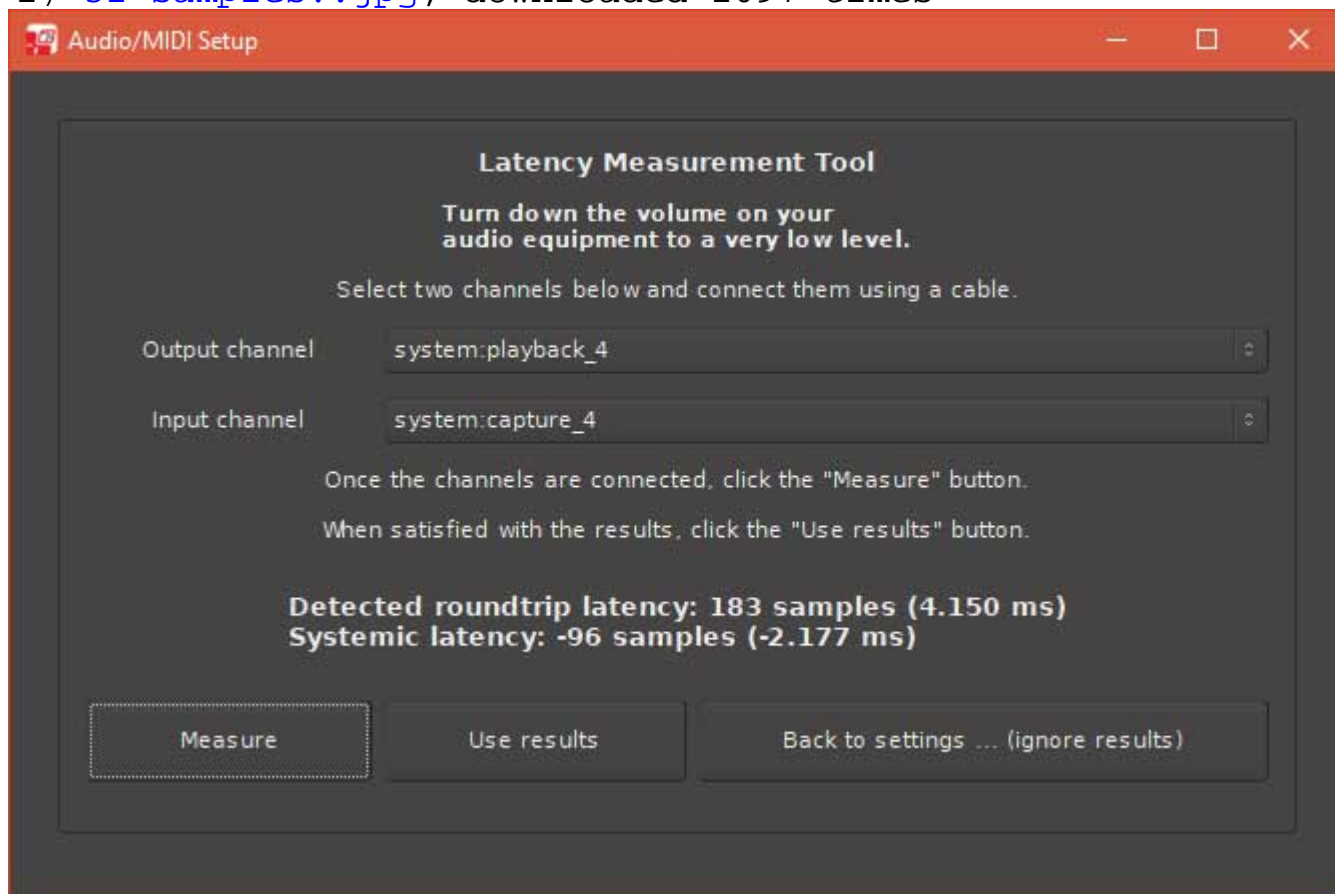 Audio/MIDI Setup
Latency Measurement Tool
Turn down the volume on your
audio equipment to a very low level.
Select two channels below and connect them using a cable.
Output channel system:playback_4
Input channel system:capture_4
Once the channels are connected, click the "Measure" button.
When satisfied with the results, click the "Use results" button.
Detected roundtrip latency: 183 samples (4.150 ms)
Systemic latency: -96 samples (-2.177 ms)
Measure Use results Back to settings ... (ignore results)